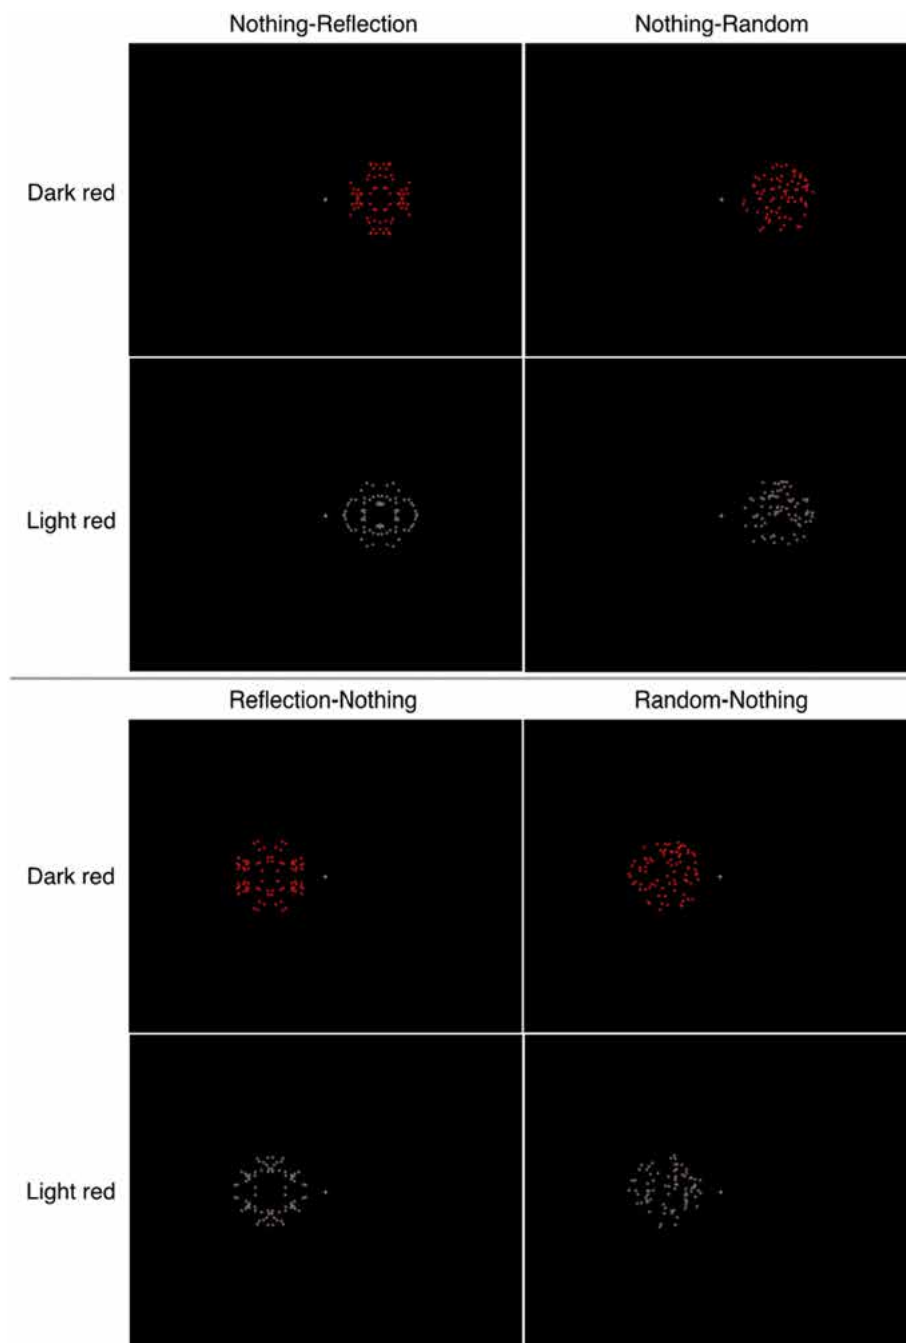 Nothing-Reflection Nothing-Random
Dark red
Light red
Reflection-Nothing Random-Nothing
Dark red
Light red